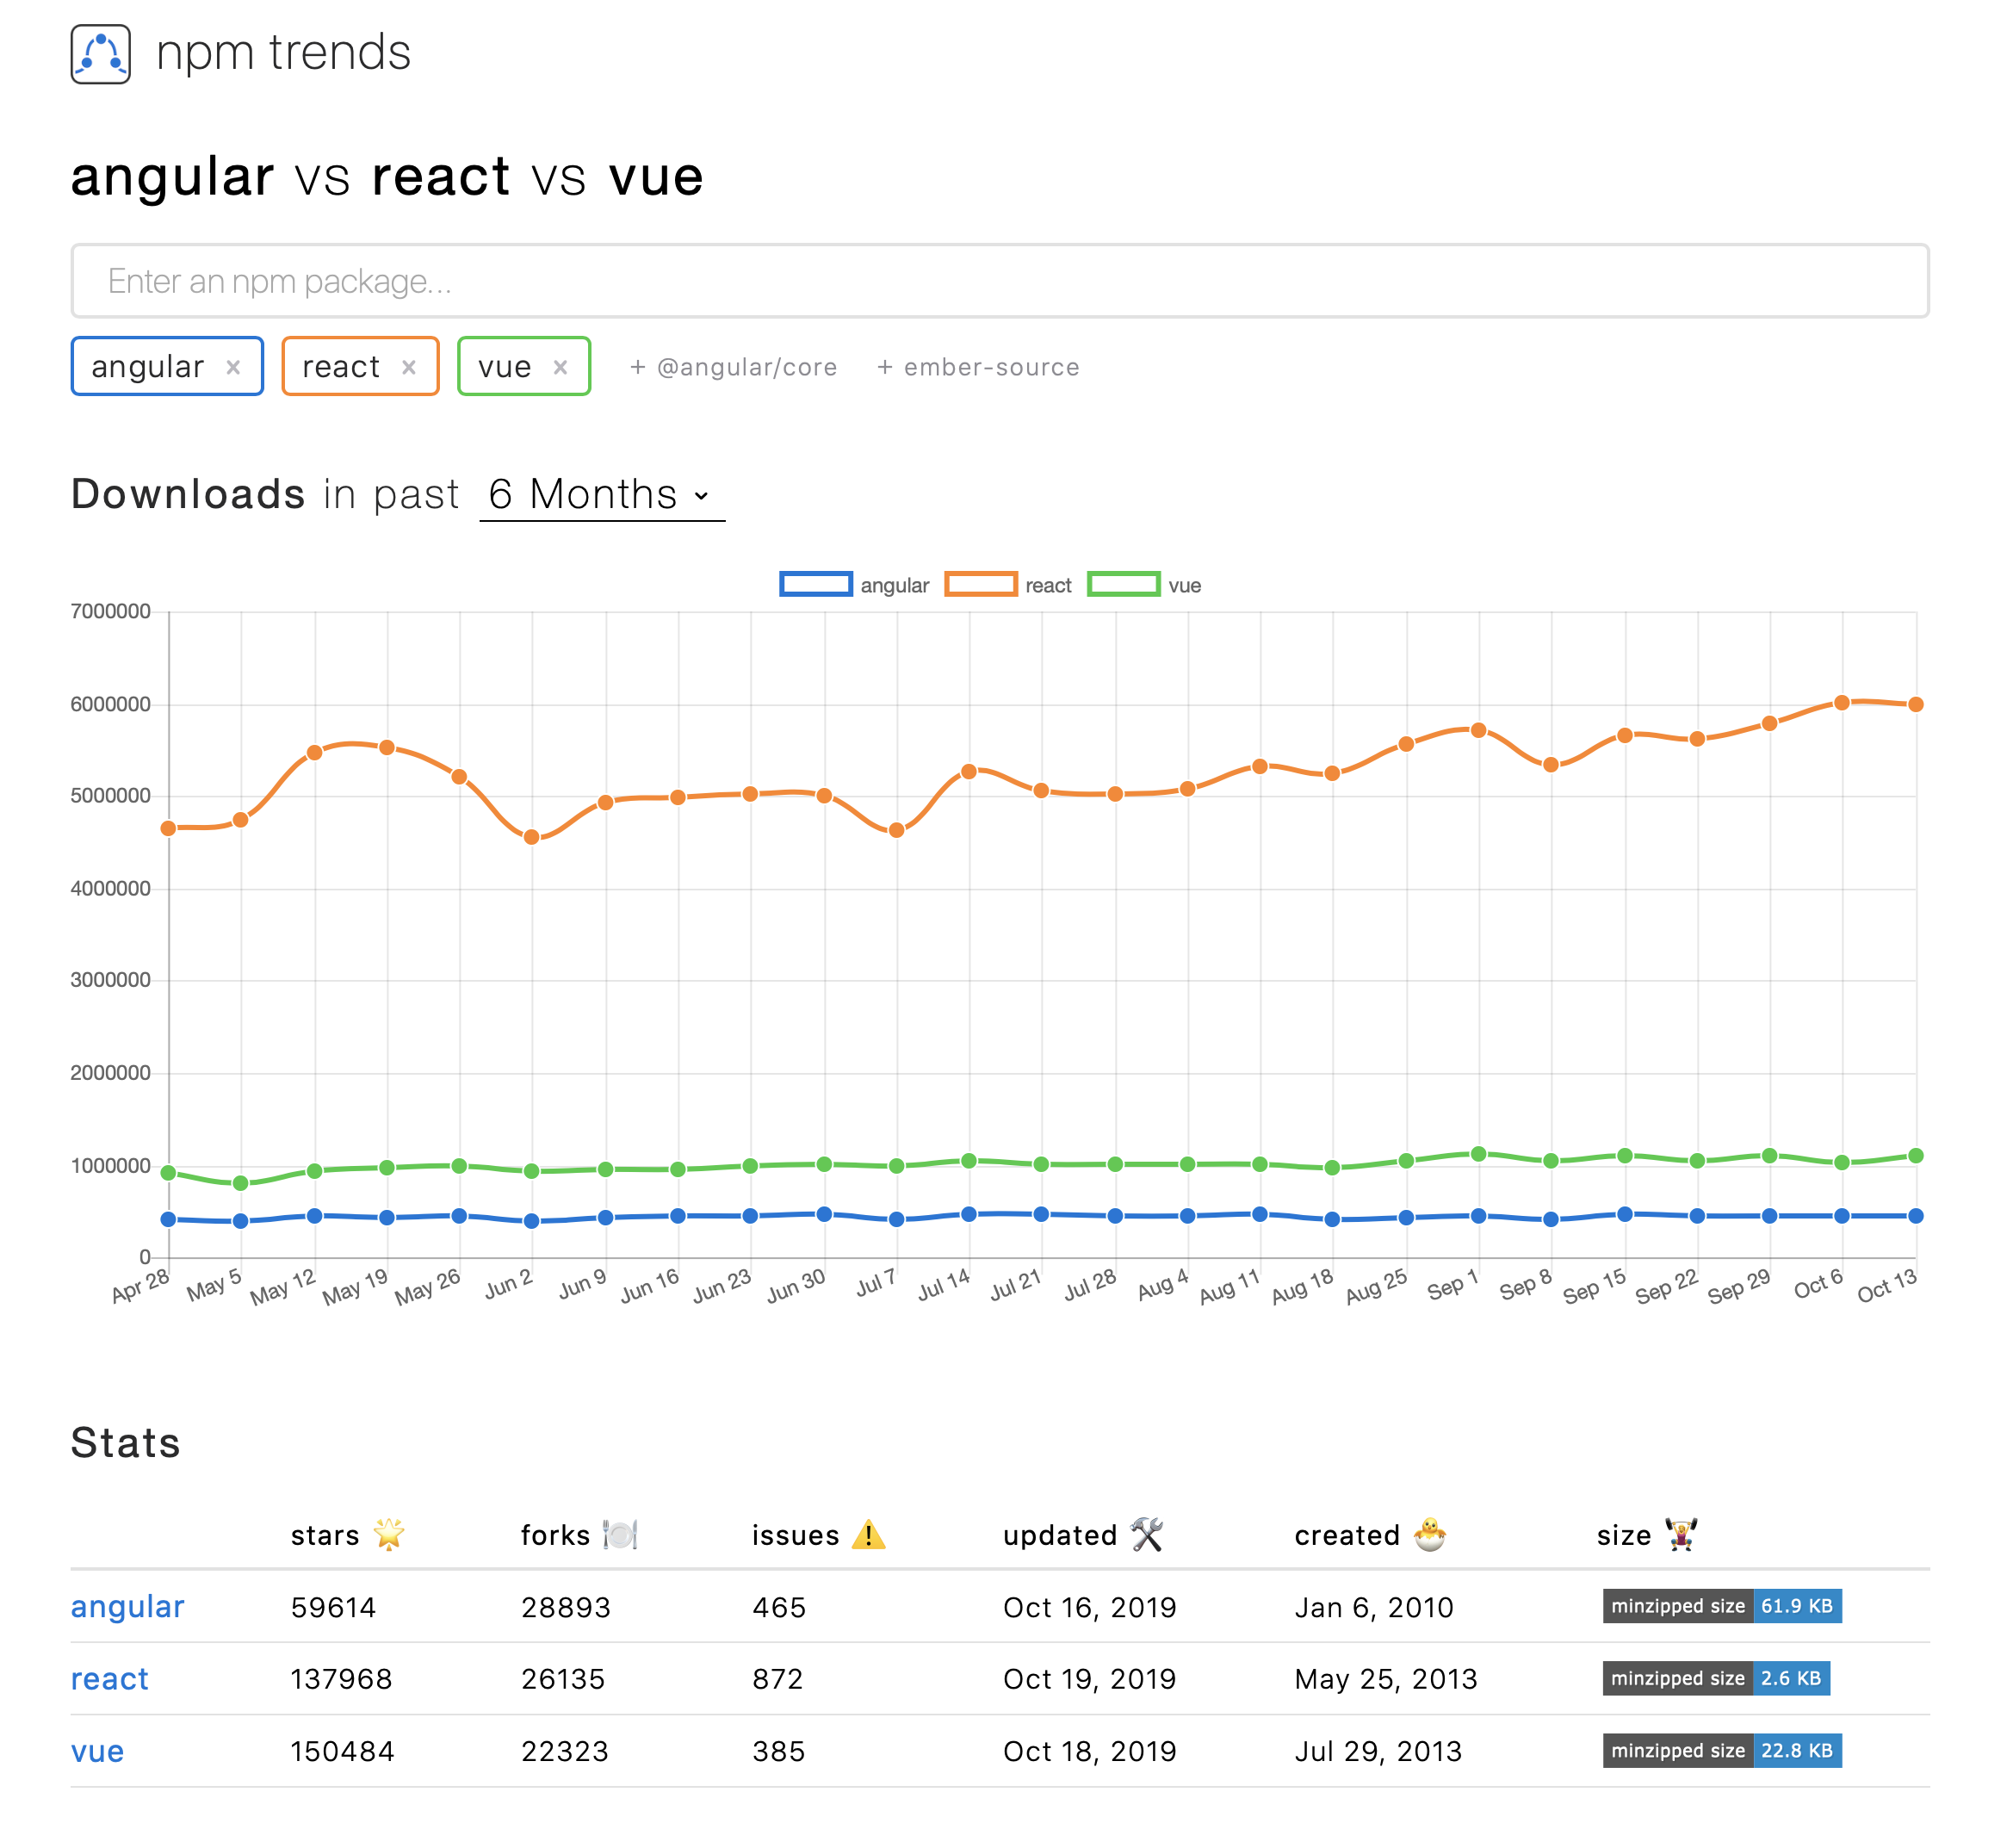 npm trends
angular vs react vs vue
Enter an npm package...
angular × react × vue × + @angular/core + ember-source
Downloads in past 6 Months
angular react vue
7000000
6000000
5000000
4000000
3000000
2000000
1000000
0
Apr 28 May 5 May 12 May 19 May 26 Jun 2 Jun 9 Jun 16 Jun 23 Jun 30 Jul 7 Jul 14 Jul 21 Jul 28 Aug 4 Aug 11 Aug 18 Aug 25 Sep 1 Sep 8 Sep 15 Sep 22 Sep 29 Oct 6 Oct 13
Stats
stars 🌟 forks 🍽️ issues ⚠️ updated 🛠️ created 🐣 size 🏋️‍♀️
angular 59614 28893 465 Oct 16, 2019 Jan 6, 2010 minzipped size 61.9 KB
react 137968 26135 872 Oct 19, 2019 May 25, 2013 minzipped size 2.6 KB
vue 150484 22323 385 Oct 18, 2019 Jul 29, 2013 minzipped size 22.8 KB